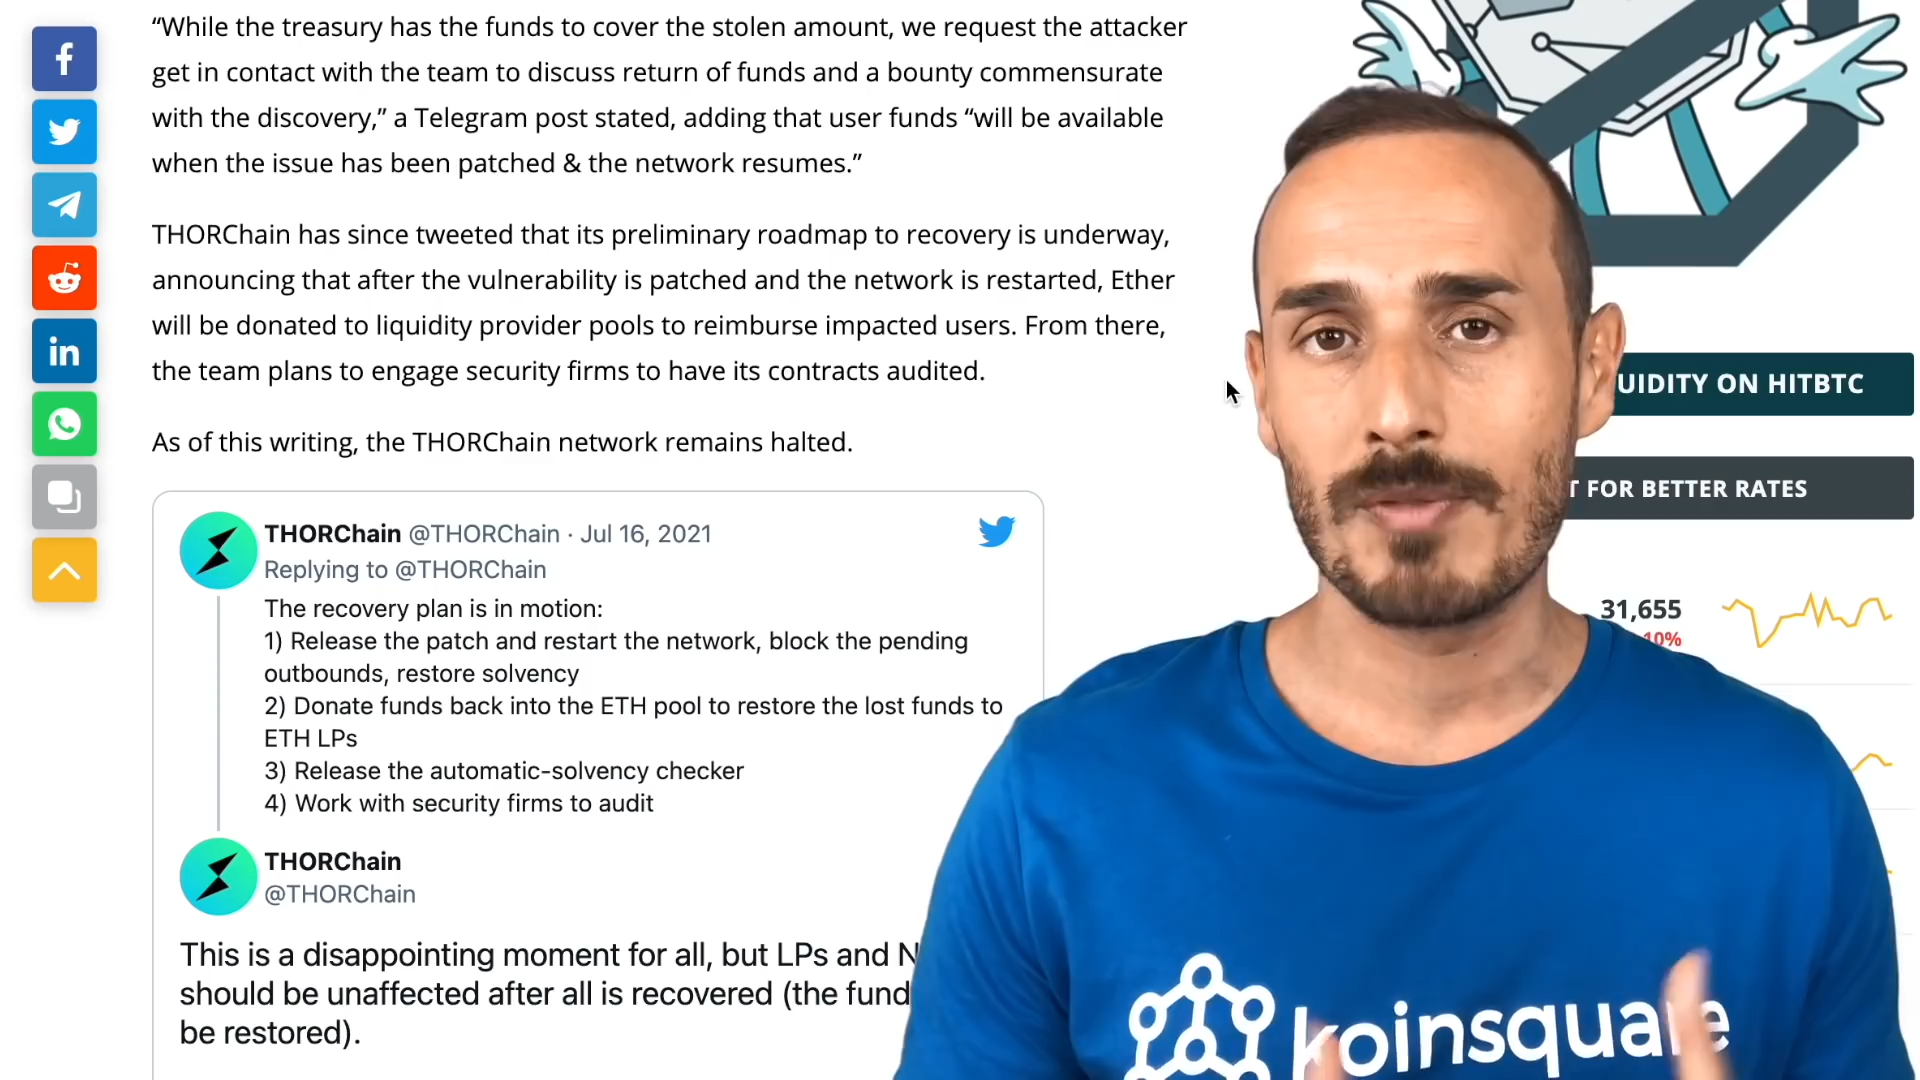 “While the treasury has the funds to cover the stolen amount, we request the attacker
get in contact with the team to discuss return of funds and a bounty commensurate
with the discovery,” a Telegram post stated, adding that user funds “will be available
when the issue has been patched & the network resumes.”
THORChain has since tweeted that its preliminary roadmap to recovery is underway,
announcing that after the vulnerability is patched and the network is restarted, Ether
will be donated to liquidity provider pools to reimburse impacted users. From there,
the team plans to engage security firms to have its contracts audited.
As of this writing, the THORChain network remains halted.
THORChain @THORChain · Jul 16, 2021
Replying to @THORChain
The recovery plan is in motion:
1) Release the patch and restart the network, block the pending
outbounds, restore solvency
2) Donate funds back into the ETH pool to restore the lost funds to
ETH LPs
3) Release the automatic-solvency checker
4) Work with security firms to audit
THORChain
@THORChain
This is a disappointing moment for all, but LPs and
should be unaffected after all is recovered (the
be restored).
ON HITBTC
FOR BETTER RATES
31,655
10%
koinsquare